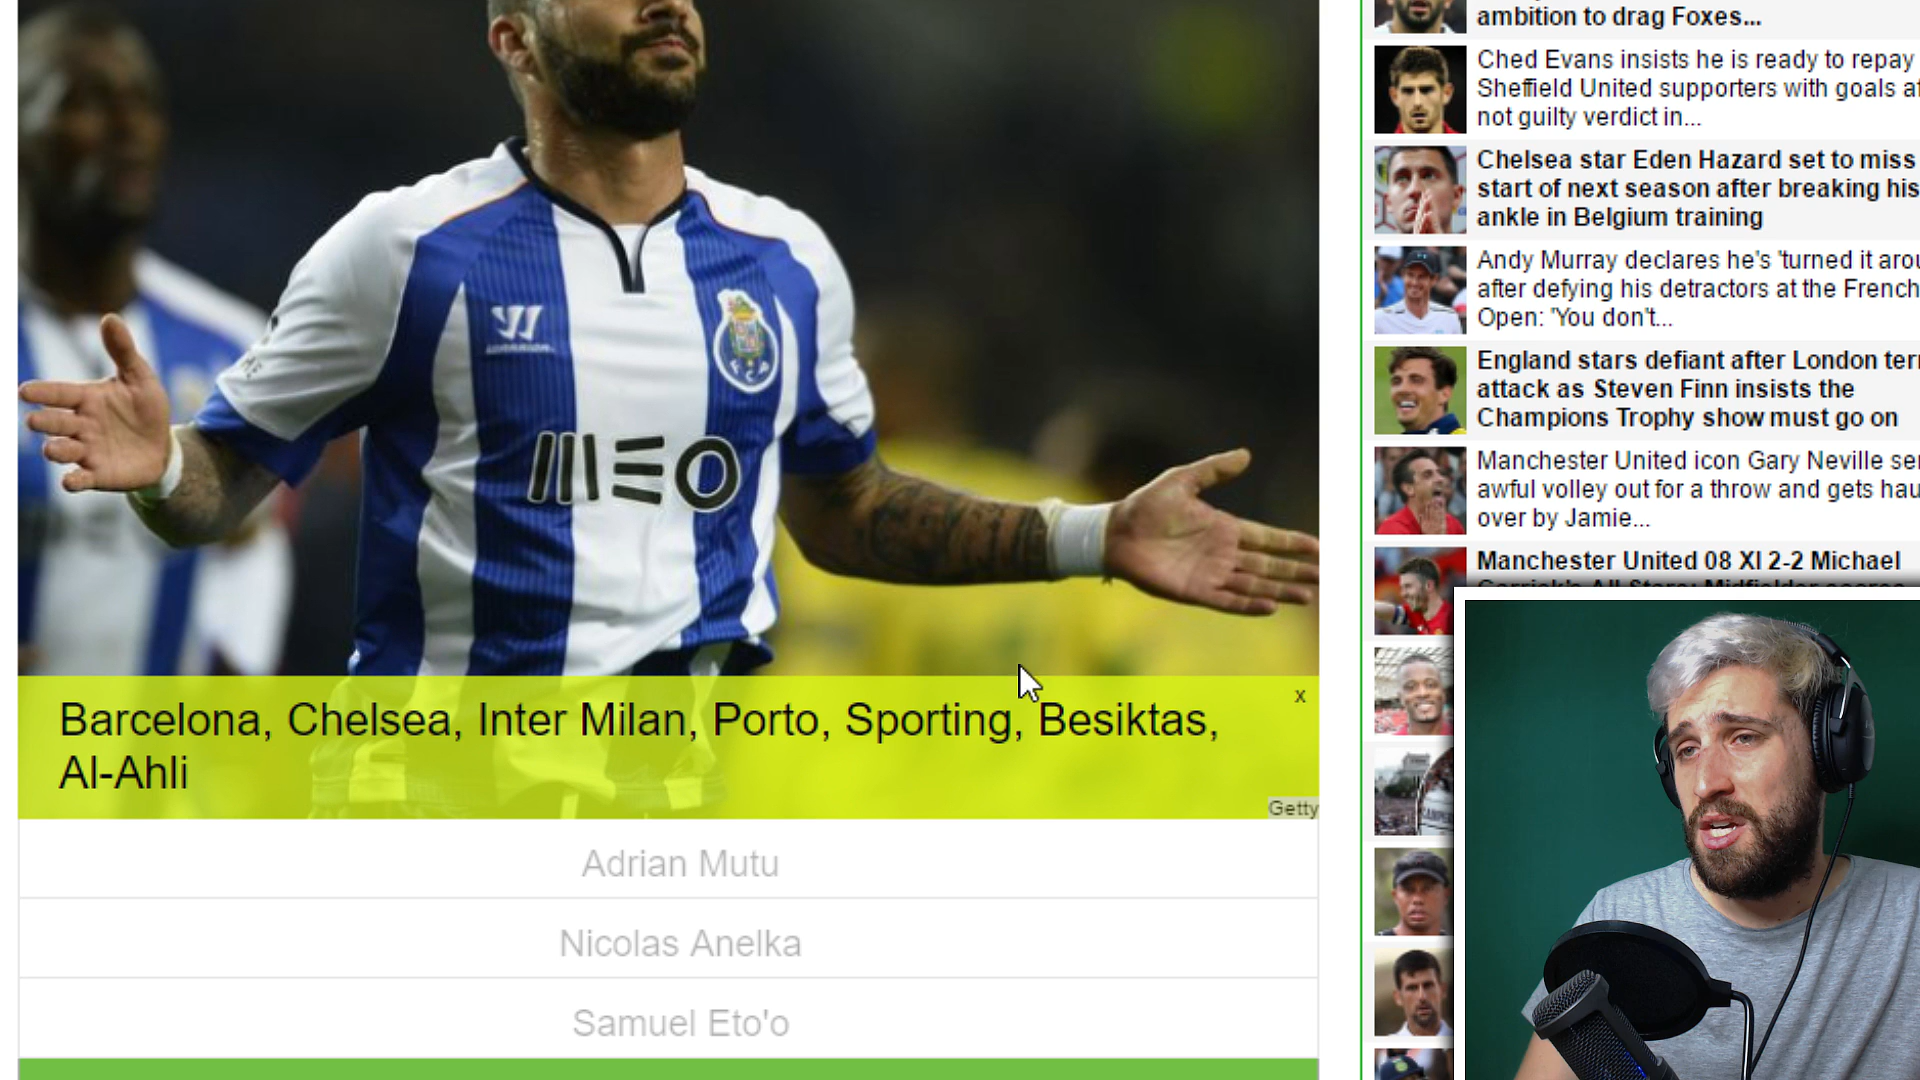 MEO
FCP
Barcelona, Chelsea, Inter Milan, Porto, Sporting, Besiktas,
Al-Ahli
x
Getty
Adrian Mutu
Nicolas Anelka
Samuel Eto'o
ambition to drag Foxes...
Ched Evans insists he is ready to repay
Sheffield United supporters with goals af
not guilty verdict in...
Chelsea star Eden Hazard set to miss
start of next season after breaking his
ankle in Belgium training
Andy Murray declares he's 'turned it arou
after defying his detractors at the French
Open: 'You don't...
England stars defiant after London terr
attack as Steven Finn insists the
Champions Trophy show must go on
Manchester United icon Gary Neville sen
awful volley out for a throw and gets hau
over by Jamie...
Manchester United 08 XI 2-2 Michael